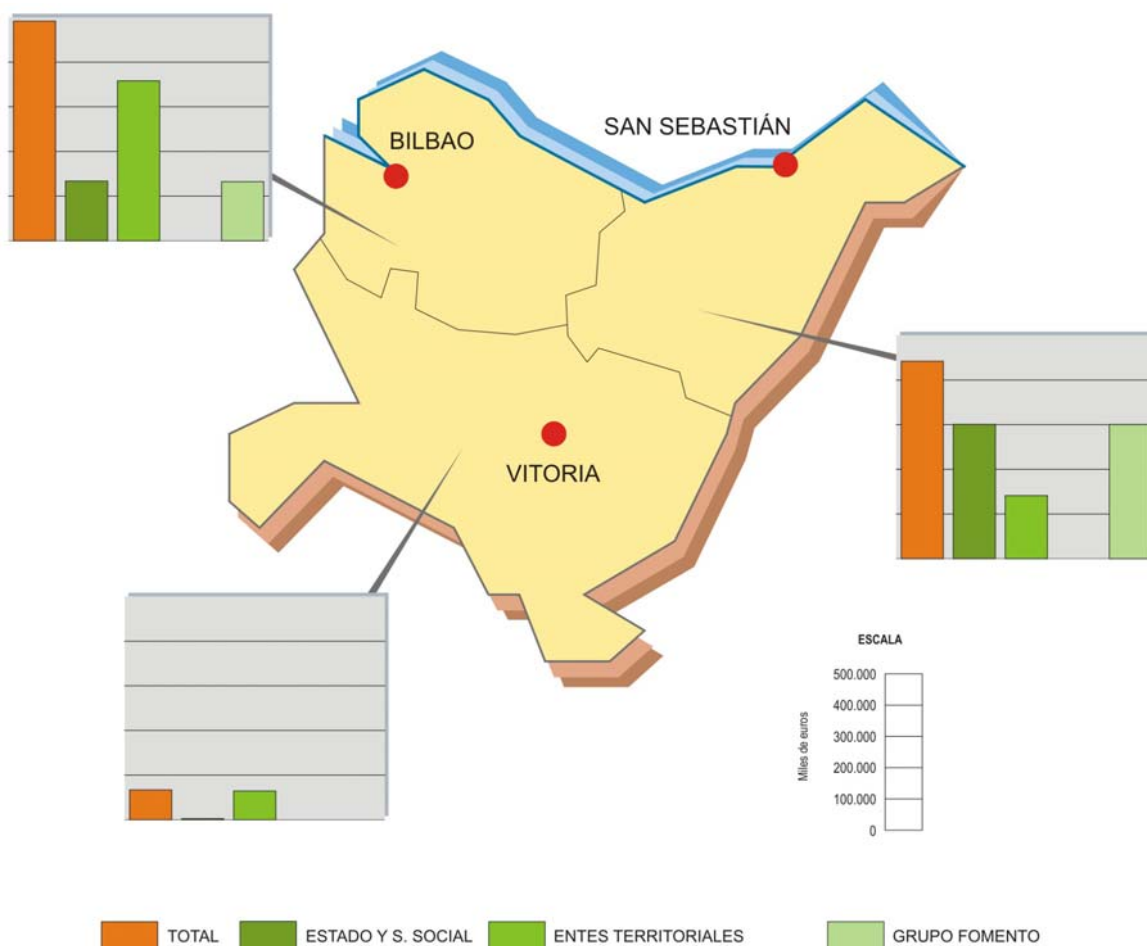 SAN SEBASTIÁN
BILBAO
VITORIA
ESCALA
Miles de euros
500.000
400.000
300.000
200.000
100.000
0
TOTAL
ESTADO Y S. SOCIAL
ENTES TERRITORIALES
GRUPO FOMENTO